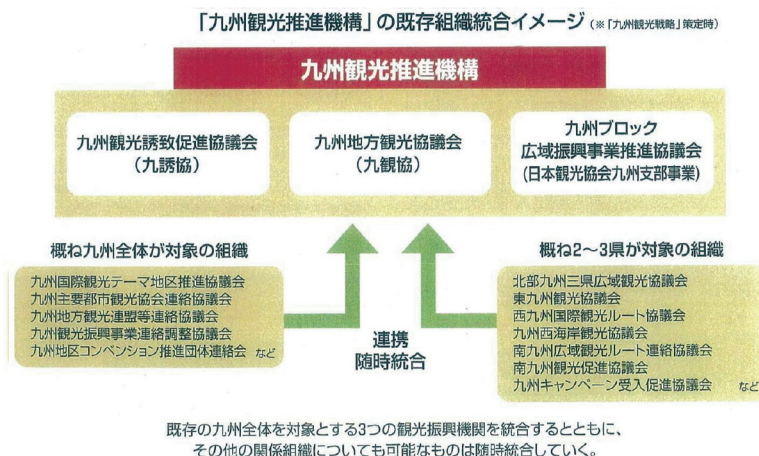 「九州観光推進機構」の既存組織統合イメージ(※「九州観光戦略」策定時)
九州観光推進機構
九州観光誘致促進協議会
(九誘協)
九州地方観光協議会
(九観協)
九州ブロック
広域振興事業推進協議会
(日本観光協会九州支部事業)
概ね九州全体が対象の組織
九州国際観光テーマ地区推進協議会
九州主要都市観光協会連絡協議会
九州地方観光連盟等連絡協議会
九州観光振興事業連絡調整協議会
九州地区コンベンション推進団体連絡会 など
連携
随時統合
概ね2〜3県が対象の組織
北部九州三県広域観光協議会
東九州観光協議会
西九州国際観光ルート協議会
九州西海岸観光協議会
南九州広域観光ルート連絡協議会
南九州観光促進協議会
九州キャンペーン受入促進協議会 など
既存の九州全体を対象とする3つの観光振興機関を統合するとともに、
その他の関係組織についても可能なものは随時統合していく。